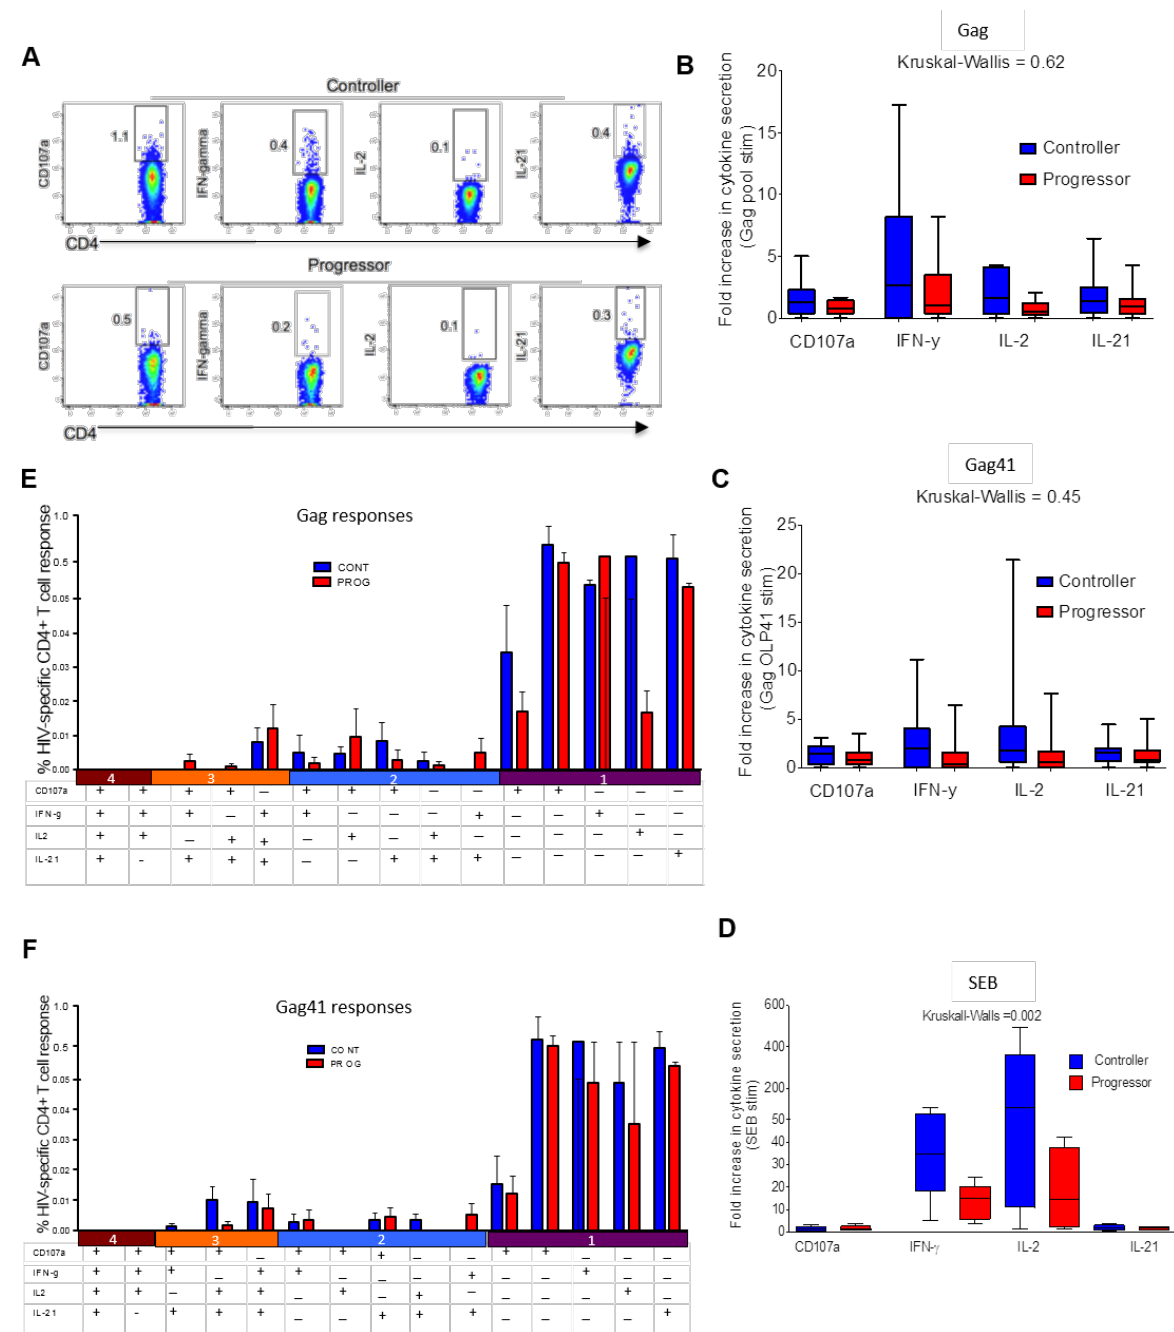 A
Controller
CD107a
1.1
IFN-gamma
0.4
IL-2
0.1
IL-21
0.4
CD4
Progressor
CD107a
0.5
IFN-gamma
0.2
IL-2
0.1
IL-21
0.3
CD4
B
Gag
Kruskal-Wallis = 0.62
Fold increase in cytokine secretion
(Gag pool stim)
20
15
10
5
0
Controller
Progressor
CD107a IFN-y IL-2 IL-21
E
Gag responses
% HIV-specific CD4+ T cell response
1.0
0.5
0.05
0.04
0.03
0.02
0.01
0.00
CONT
PROG
4 3 2 1
CD107a + + + + – + + + – – + + – – –
IFN-g + + + – + + – – – + – – + – –
IL2 + + – + + – + – + – – – – + –
IL-21 + - + + + – – + + + – – – – +
C
Gag41
Kruskal-Wallis = 0.45
Fold increase in cytokine secretion
(Gag OLP41 stim)
25
20
15
10
5
0
Controller
Progressor
CD107a IFN-y IL-2 IL-21
F
Gag41 responses
% HIV-specific CD4+ T cell response
1.0
0.5
0.05
0.04
0.03
0.02
0.01
0.00
CO NT
PR OG
4 3 2 1
CD107a + + + + – + + + – – + + – – –
IFN-g + + + – + + – – – + – – + – –
IL2 + + – + + – + – + – – – – + –
IL-21 + - + + + – – + + + – – – – +
D
SEB
Kruskall-Walls =0.002
Fold increase in cytokine secretion
(SEB stim)
600
400
200
50
40
30
20
10
0
Controller
Progressor
CD107a IFN-γ IL-2 IL-21